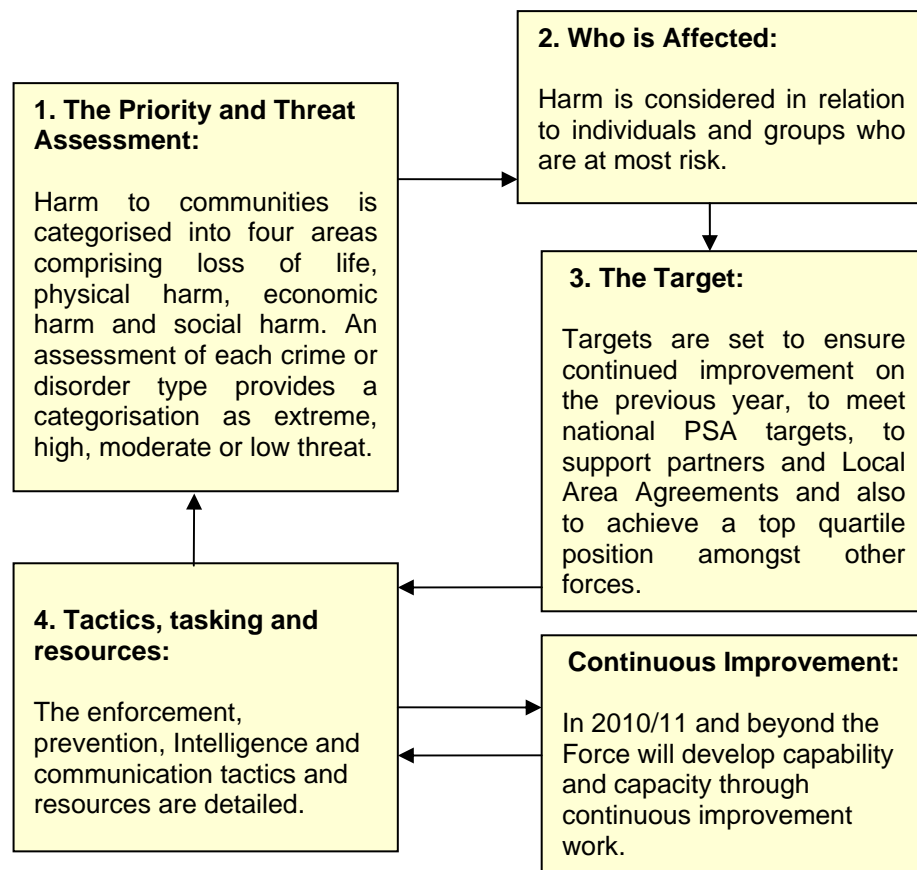 1. The Priority and Threat
Assessment:
Harm to communities is
categorised into four areas
comprising loss of life,
physical harm, economic
harm and social harm. An
assessment of each crime or
disorder type provides a
categorisation as extreme,
high, moderate or low threat.
2. Who is Affected:
Harm is considered in relation
to individuals and groups who
are at most risk.
3. The Target:
Targets are set to ensure
continued improvement on
the previous year, to meet
national PSA targets, to
support partners and Local
Area Agreements and also
to achieve a top quartile
position amongst other
forces.
4. Tactics, tasking and
resources:
The enforcement,
prevention, Intelligence and
communication tactics and
resources are detailed.
Continuous Improvement:
In 2010/11 and beyond the
Force will develop capability
and capacity through
continuous improvement
work.